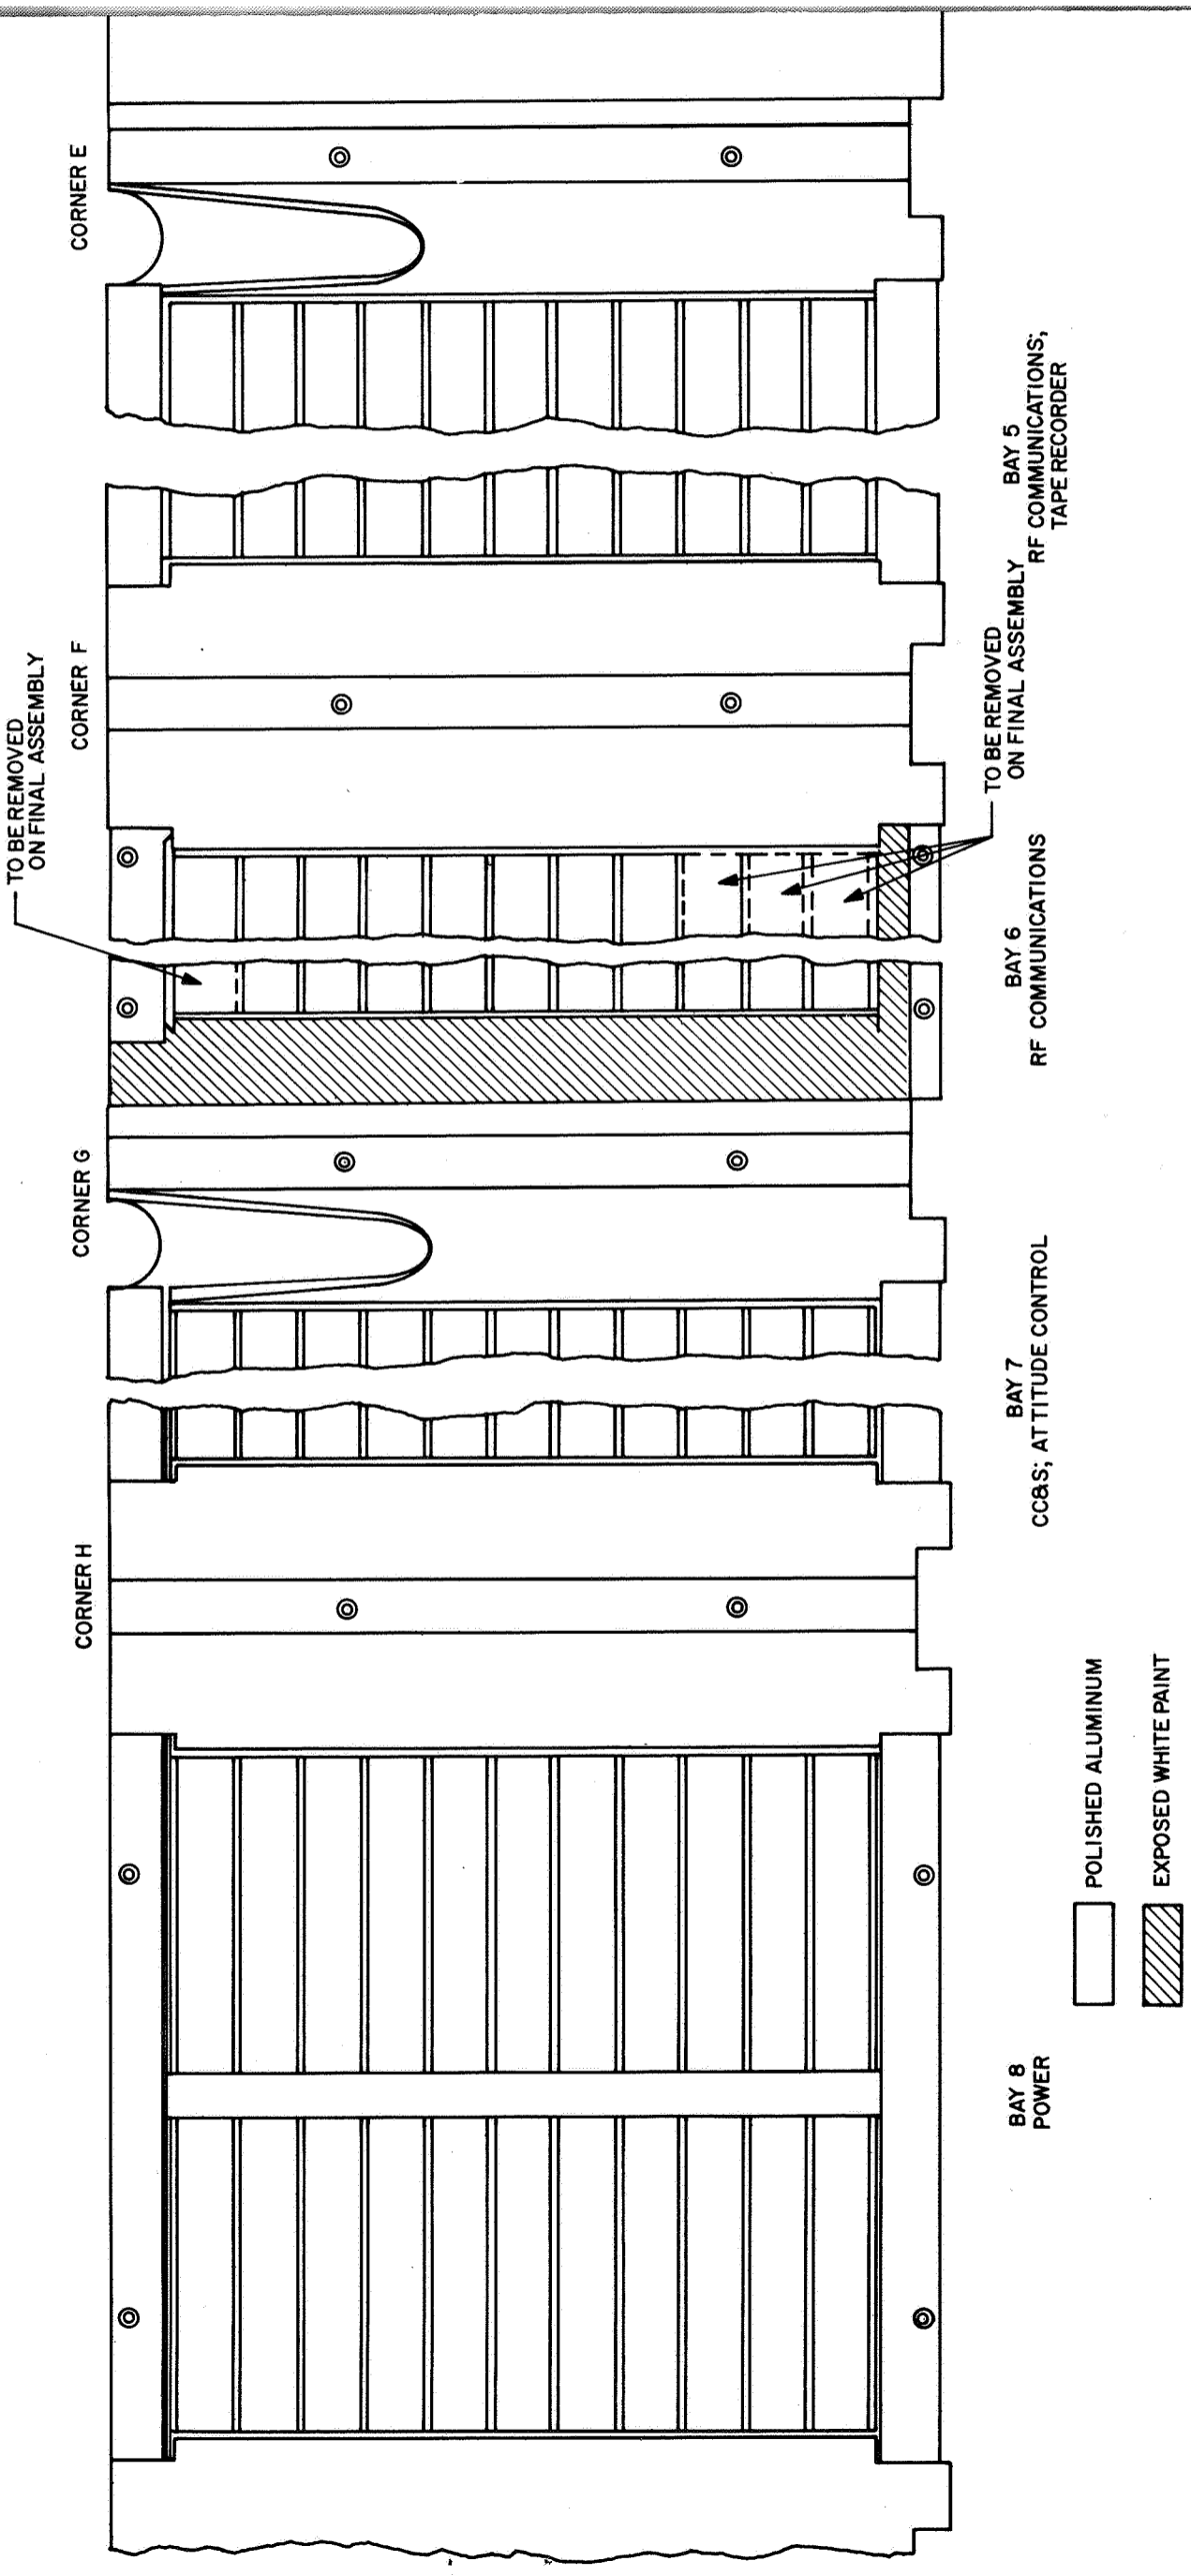 TO BE REMOVED
ON FINAL ASSEMBLY
CORNER H
CORNER G
CORNER F
CORNER E
TO BE REMOVED
ON FINAL ASSEMBLY
BAY 8
POWER
BAY 7
CC&S; ATTITUDE CONTROL
BAY 6
RF COMMUNICATIONS
BAY 5
RF COMMUNICATIONS;
TAPE RECORDER
POLISHED ALUMINUM
EXPOSED WHITE PAINT